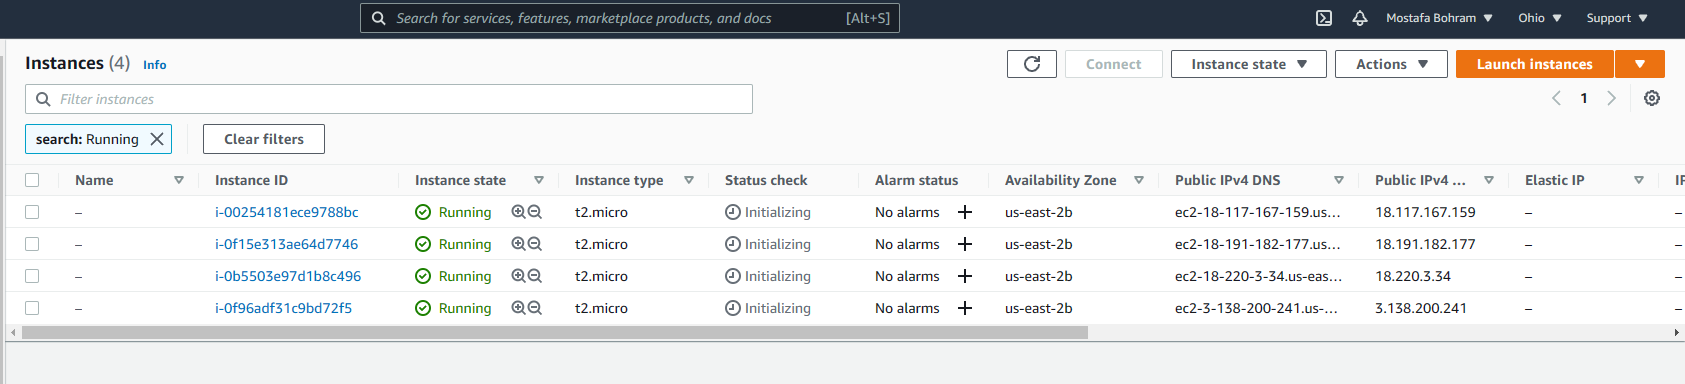 Search for services, features, marketplace products, and docs [Alt+S] Mostafa Bohram Ohio Support
Instances (4) Info Connect Instance state Actions Launch instances
Filter instances 1
search: Running Clear filters
Name Instance ID Instance state Instance type Status check Alarm status Availability Zone Public IPv4 DNS Public IPv4 ... Elastic IP IP
– i-00254181ece9788bc Running t2.micro Initializing No alarms + us-east-2b ec2-18-117-167-159.us... 18.117.167.159 – –
– i-0f15e313ae64d7746 Running t2.micro Initializing No alarms + us-east-2b ec2-18-191-182-177.us... 18.191.182.177 – –
– i-0b5503e97d1b8c496 Running t2.micro Initializing No alarms + us-east-2b ec2-18-220-3-34.us-eas... 18.220.3.34 – –
– i-0f96adf31c9bd72f5 Running t2.micro Initializing No alarms + us-east-2b ec2-3-138-200-241.us-... 3.138.200.241 – –